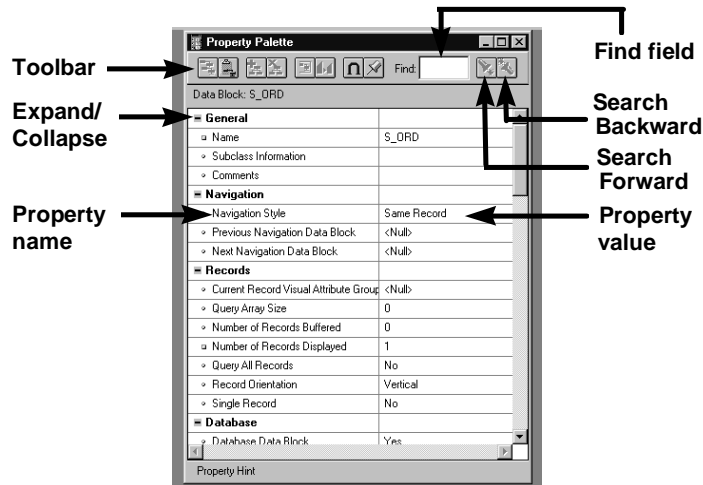 Property Palette
Find:
Data Block: S_ORD
General
Name S_ORD
Subclass Information
Comments
Navigation
Navigation Style Same Record
Previous Navigation Data Block <Null>
Next Navigation Data Block <Null>
Records
Current Record Visual Attribute Group <Null>
Query Array Size 0
Number of Records Buffered 0
Number of Records Displayed 1
Query All Records No
Record Orientation Vertical
Single Record No
Database
Database Data Block Yes
Property Hint
Toolbar
Expand/
Collapse
Property
name
Find field
Search
Backward
Search
Forward
Property
value